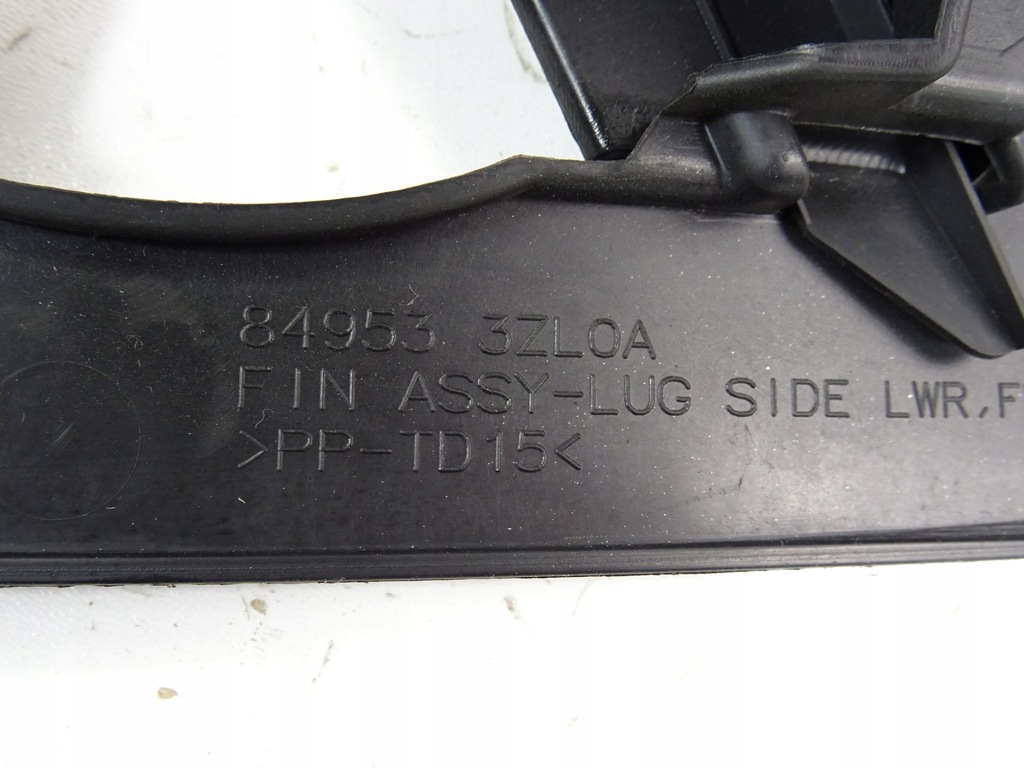 84953 3ZL0A
FIN ASSY-LUG SIDE LWR,F
>PP-TD15<